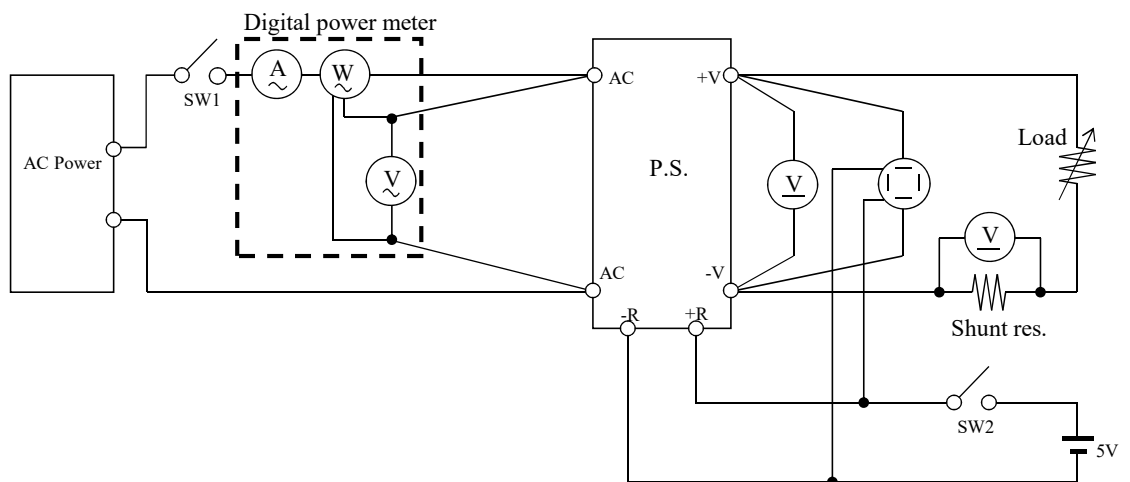 Digital power meter
A
W
SW1
AC
+V
AC Power
V
P.S.
V
Load
V
AC
-V
-R
+R
Shunt res.
SW2
5V